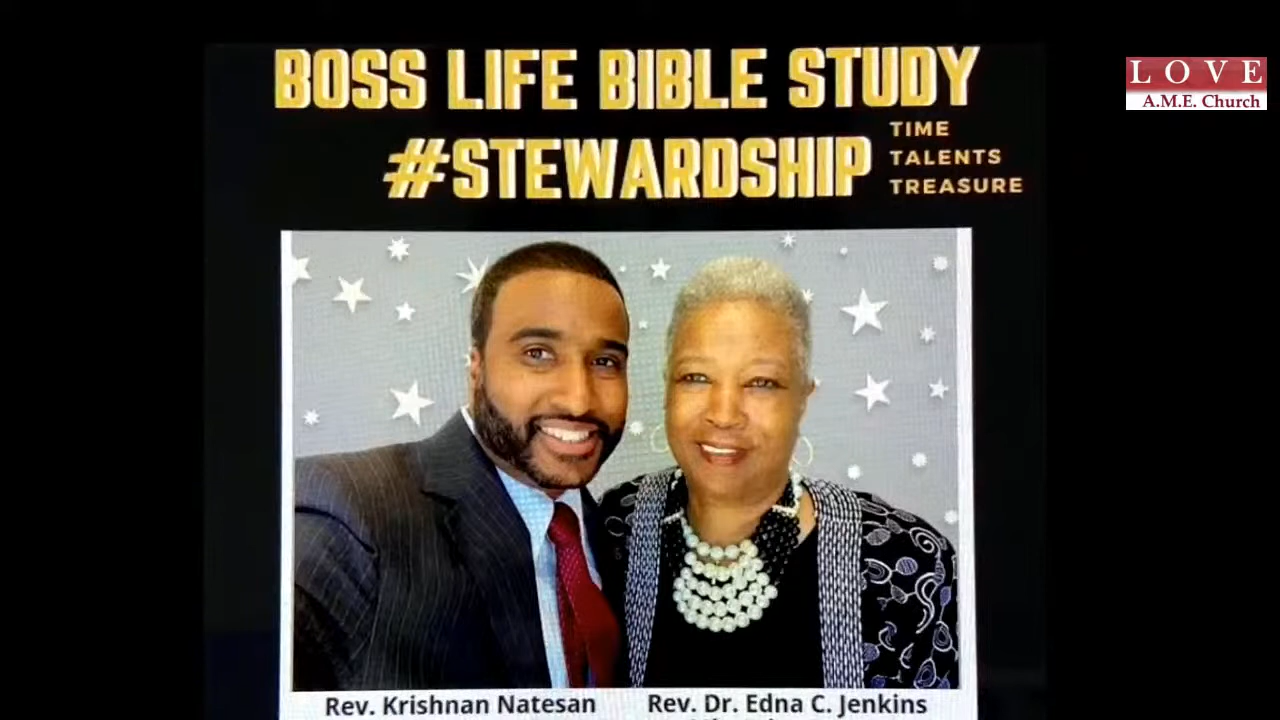 BOSS LIFE BIBLE STUDY
#STEWARDSHIP
TIME
TALENTS
TREASURE
LOVE
A.M.E. Church
Rev. Krishnan Natesan
Rev. Dr. Edna C. Jenkins